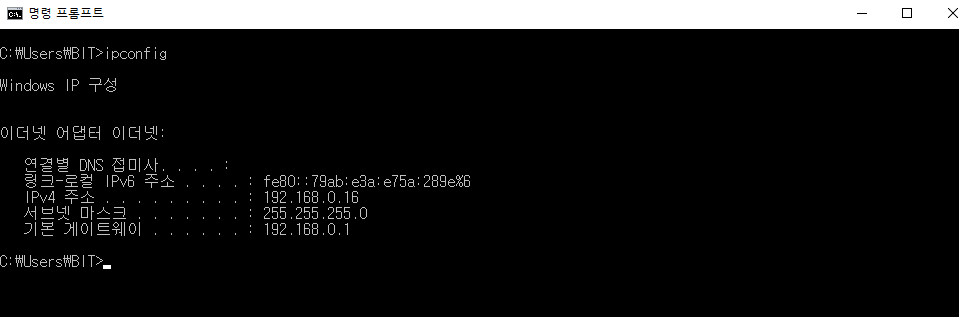 명령 프롬프트
C:\Users\BIT>ipconfig
Windows IP 구성
이더넷 어댑터 이더넷:
연결별 DNS 접미사. . . . :
링크-로컬 IPv6 주소 . . . . : fe80::79ab:e3a:e75a:289e%6
IPv4 주소 . . . . . . . . . : 192.168.0.16
서브넷 마스크 . . . . . . . : 255.255.255.0
기본 게이트웨이 . . . . . . : 192.168.0.1
C:\Users\BIT>